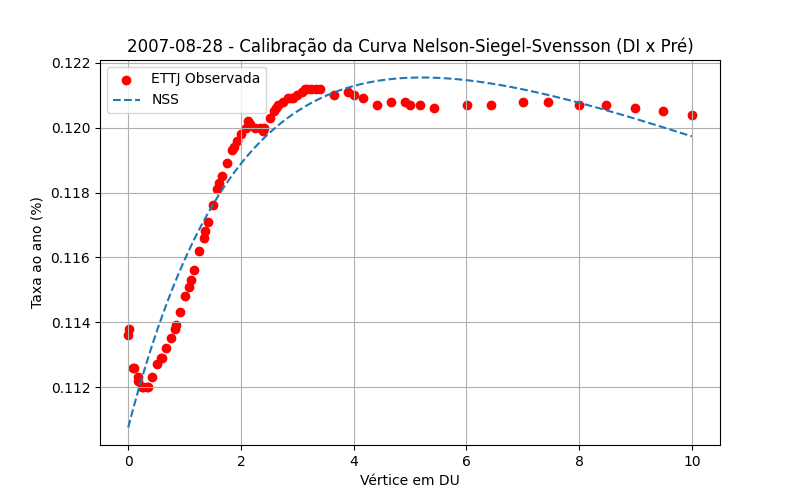 2007-08-28 - Calibração da Curva Nelson-Siegel-Svensson (DI x Pré)
ETTJ Observada
NSS
Taxa ao ano (%)
0.122
0.120
0.118
0.116
0.114
0.112
0 2 4 6 8 10
Vértice em DU